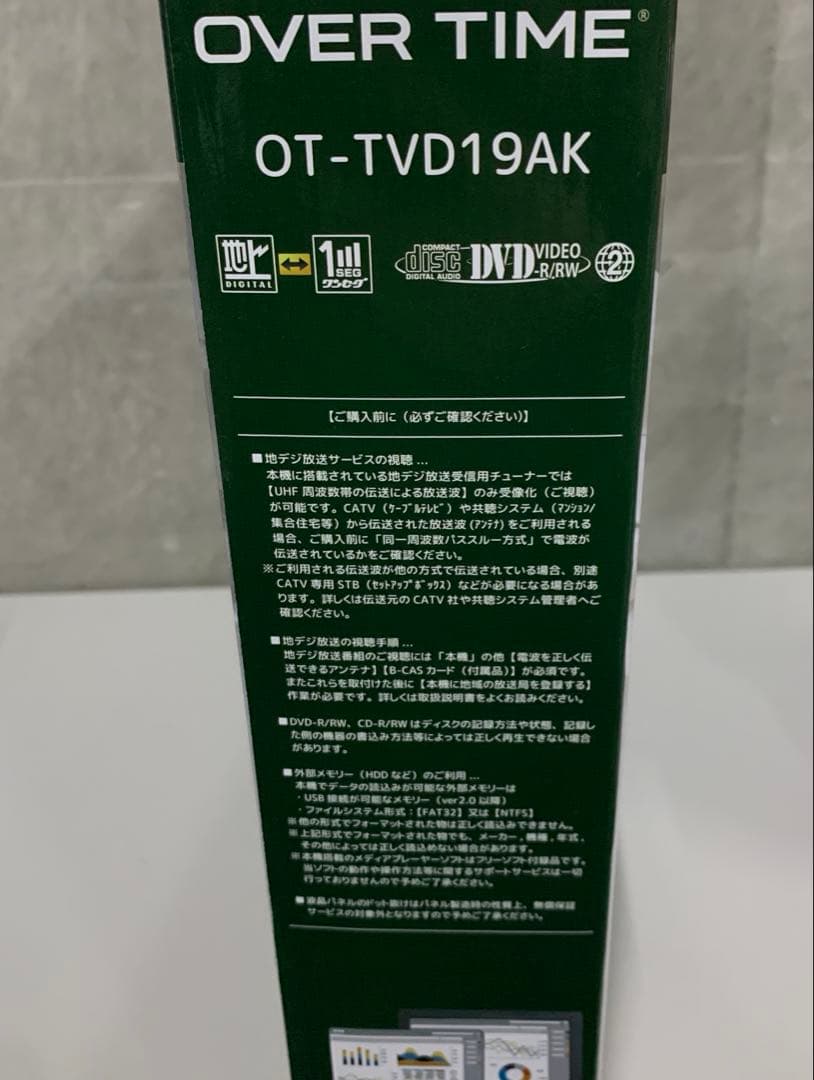 OVER TIME®
OT-TVD19AK
地上 DIGITAL ⇔ 1SEG ワンセグ COMPACT disc DIGITAL AUDIO DVD VIDEO -R/RW 2
【ご購入前に（必ずご確認ください）】
■地デジ放送サービスの視聴…
本機に搭載されている地デジ放送受信用チューナーでは
【UHF 周波数帯の伝送による放送波】のみ受像化（ご視聴）
が可能です。CATV（ｹｰﾌﾞﾙﾃﾚﾋﾞ）や共聴システム（ﾏﾝｼｮﾝ/
集合住宅等）から伝送された放送波(ｱﾝﾃﾅ)をご利用される
場合、ご購入前に「同一周波数パススルー方式」で電波が
伝送されているかをご確認ください。
※ご利用される伝送波が他の方式で伝送されている場合、別途
CATV 専用 STB（ｾｯﾄｱｯﾌﾟﾎﾞｯｸｽ）などが必要になる場合があ
ります。詳しくは伝送元の CATV 社や共聴システム管理者へご
確認ください。
■地デジ放送の視聴手順…
地デジ放送番組のご視聴には「本機」の他【電波を正しく伝
送できるアンテナ】【B-CAS カード（付属品）】が必須です。
またこれらを取付けた後に【本機に地域の放送局を登録する】
作業が必要です。詳しくは取扱説明書をよくお読みください。
■DVD-R/RW、CD-R/RW はディスクの記録方法や状態、記録し
た側の機器の書込み方法等によっては正しく再生できない場合
があります。
■外部メモリー（HDD など）のご利用…
本機でデータの読込みが可能な外部メモリーは
・USB 接続が可能なメモリー（ver2.0 以降）
・ファイルシステム形式：【FAT32】又は【NTFS】
※他の形式でフォーマットされた物は正しく読込みできません。
※上記形式でフォーマットされた物でも、メーカー，機種，年式，
その他によっては正しく読込めない場合があります。
※本機搭載のメディアプレーヤーソフトはフリーソフト付録品です。
当ソフトの動作や操作方法等に関するサポートサービスは一切
行っておりませんので予めご了承ください。
■液晶パネルのドット抜けはパネル製造時の性質上、無償保証
サービスの対象外となりますので予めご了承ください。